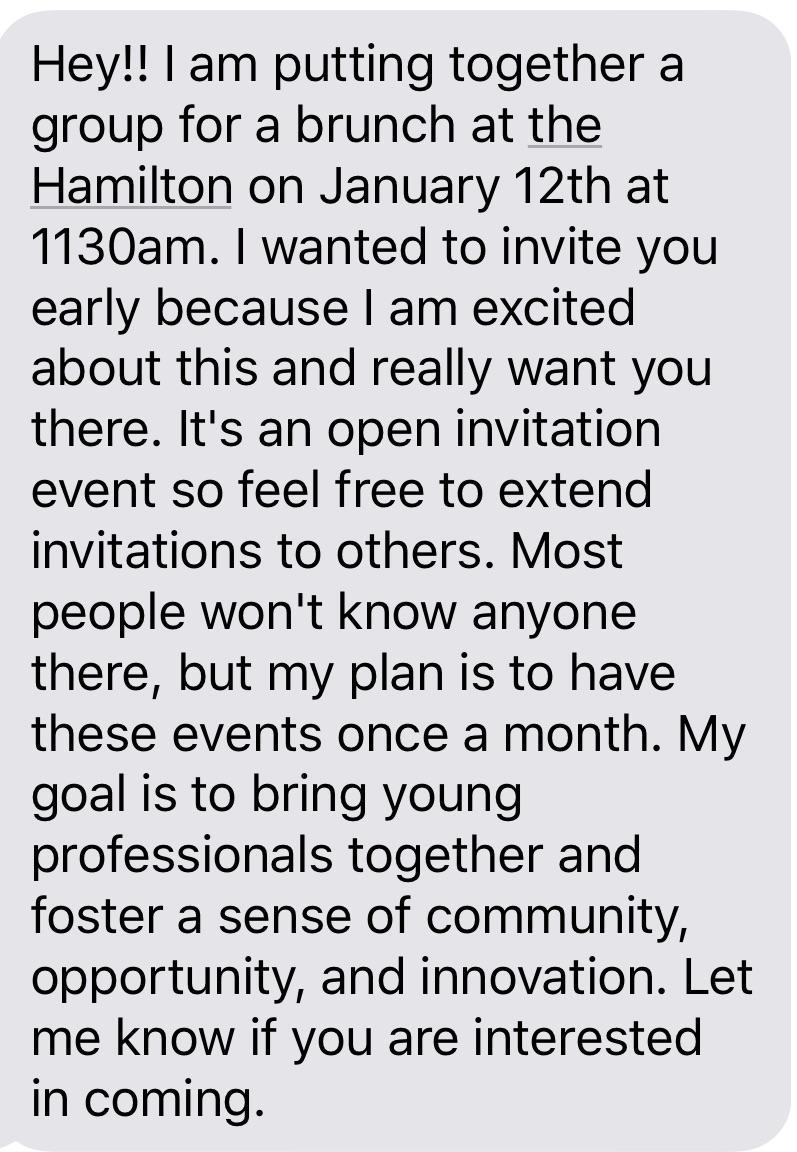 Hey!! I am putting together a
group for a brunch at the
Hamilton on January 12th at
1130am. I wanted to invite you
early because I am excited
about this and really want you
there. It's an open invitation
event so feel free to extend
invitations to others. Most
people won't know anyone
there, but my plan is to have
these events once a month. My
goal is to bring young
professionals together and
foster a sense of community,
opportunity, and innovation. Let
me know if you are interested
in coming.